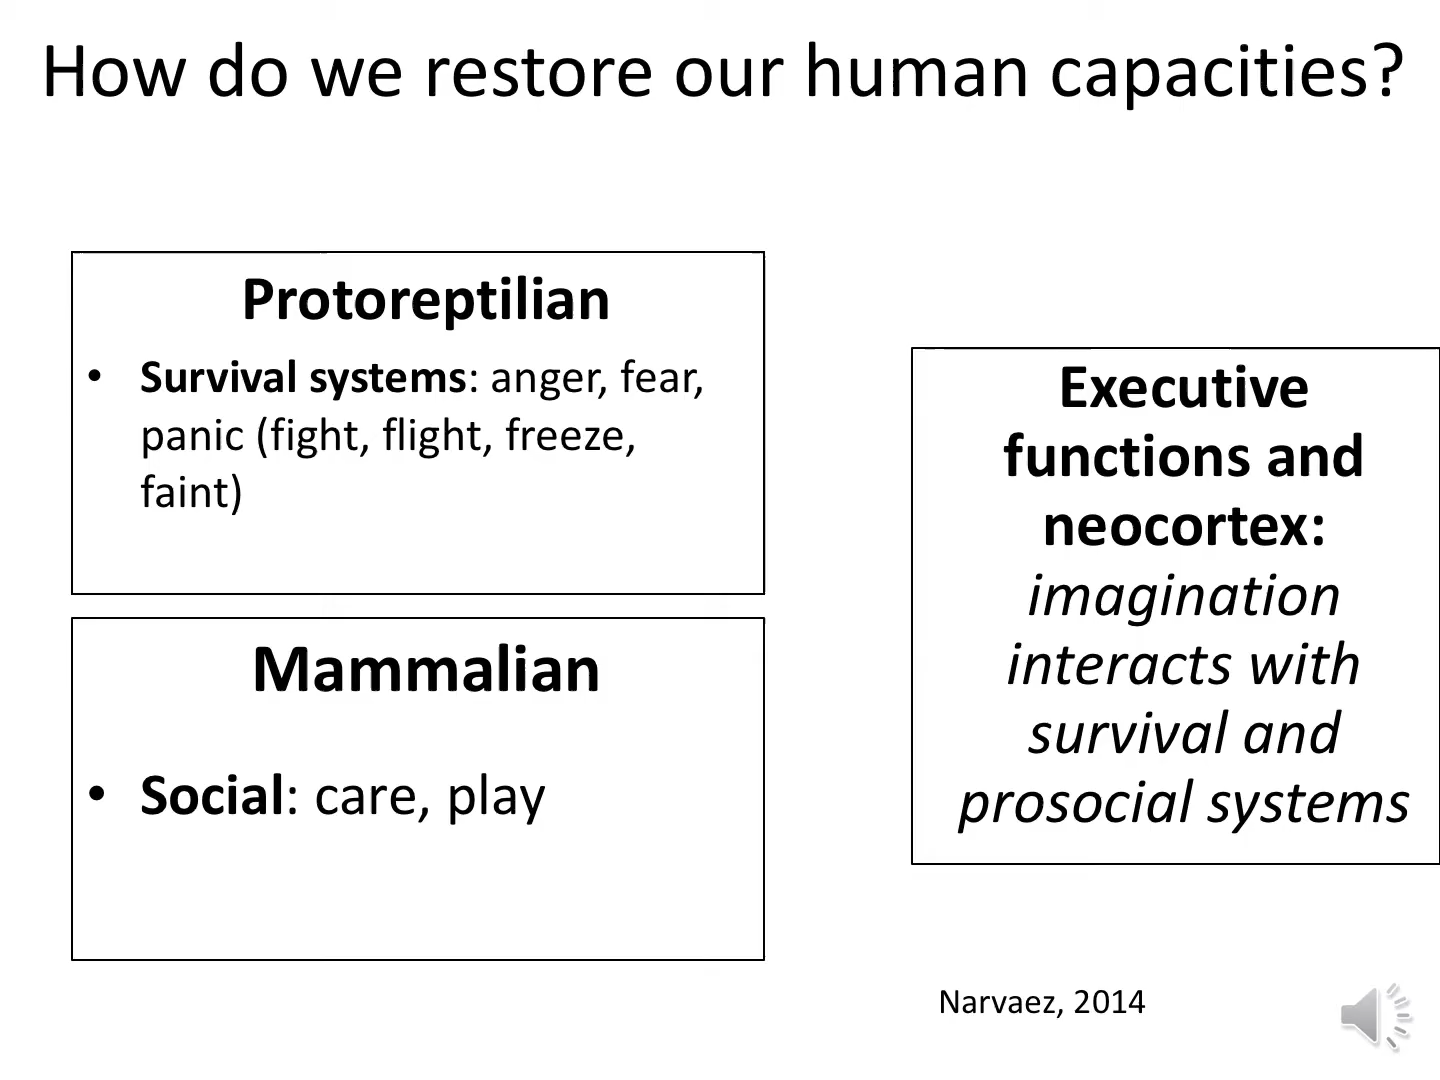 How do we restore our human capacities?
Protoreptilian
• Survival systems: anger, fear,
panic (fight, flight, freeze,
faint)
Mammalian
• Social: care, play
Executive
functions and
neocortex:
imagination
interacts with
survival and
prosocial systems
Narvaez, 2014